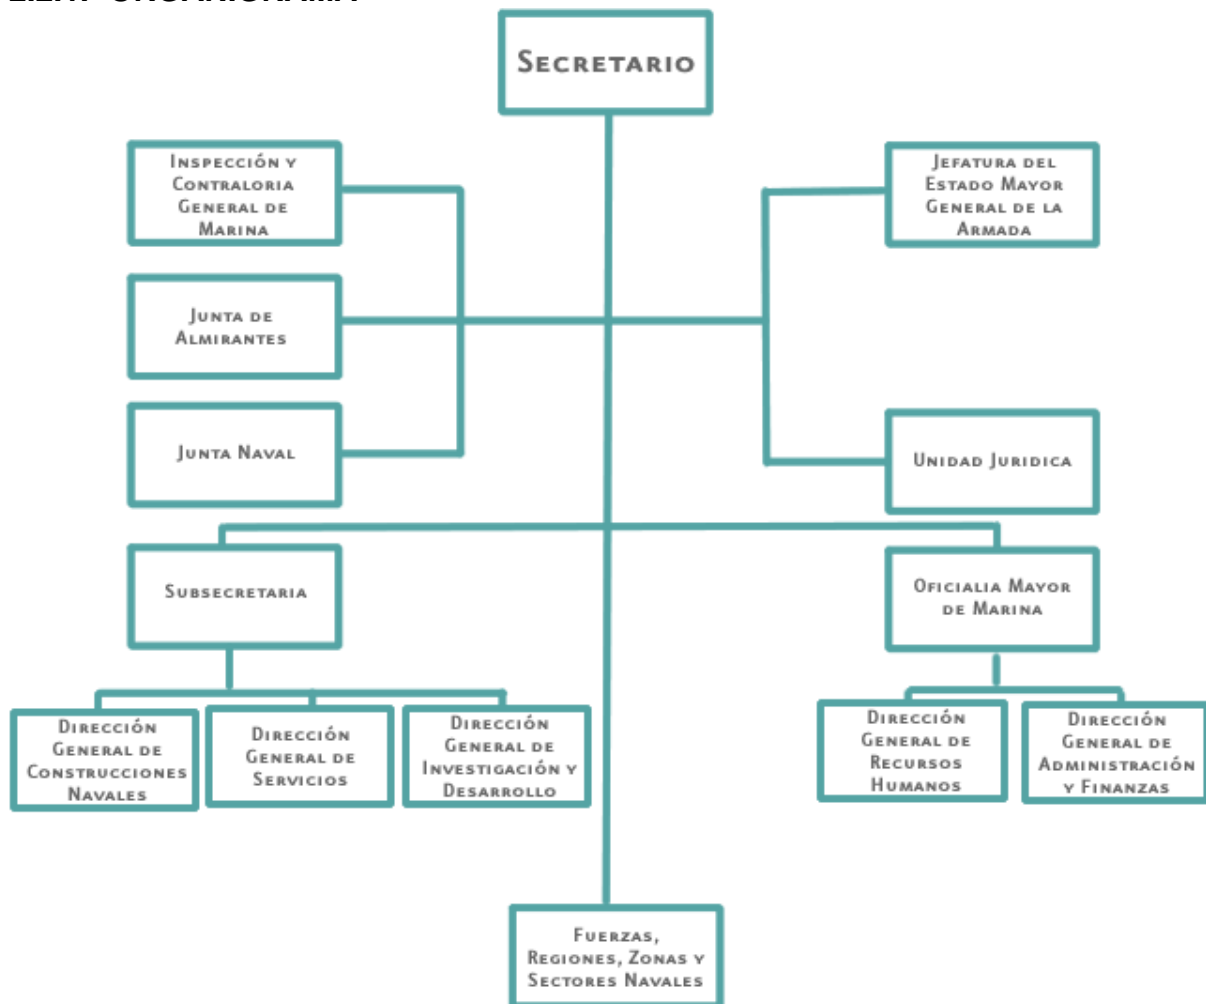 ORGANIGRAMA
SECRETARIO
INSPECCIÓN Y
CONTRALORIA
GENERAL DE
MARINA
JEFATURA DEL
ESTADO MAYOR
GENERAL DE LA
ARMADA
JUNTA DE
ALMIRANTES
JUNTA NAVAL
UNIDAD JURIDICA
SUBSECRETARIA
OFICIALIA MAYOR
DE MARINA
DIRECCIÓN
GENERAL DE
CONSTRUCCIONES
NAVALES
DIRECCIÓN
GENERAL DE
SERVICIOS
DIRECCIÓN
GENERAL DE
INVESTIGACIÓN Y
DESARROLLO
DIRECCIÓN
GENERAL DE
RECURSOS
HUMANOS
DIRECCIÓN
GENERAL DE
ADMINISTRACIÓN
Y FINANZAS
FUERZAS,
REGIONES, ZONAS Y
SECTORES NAVALES